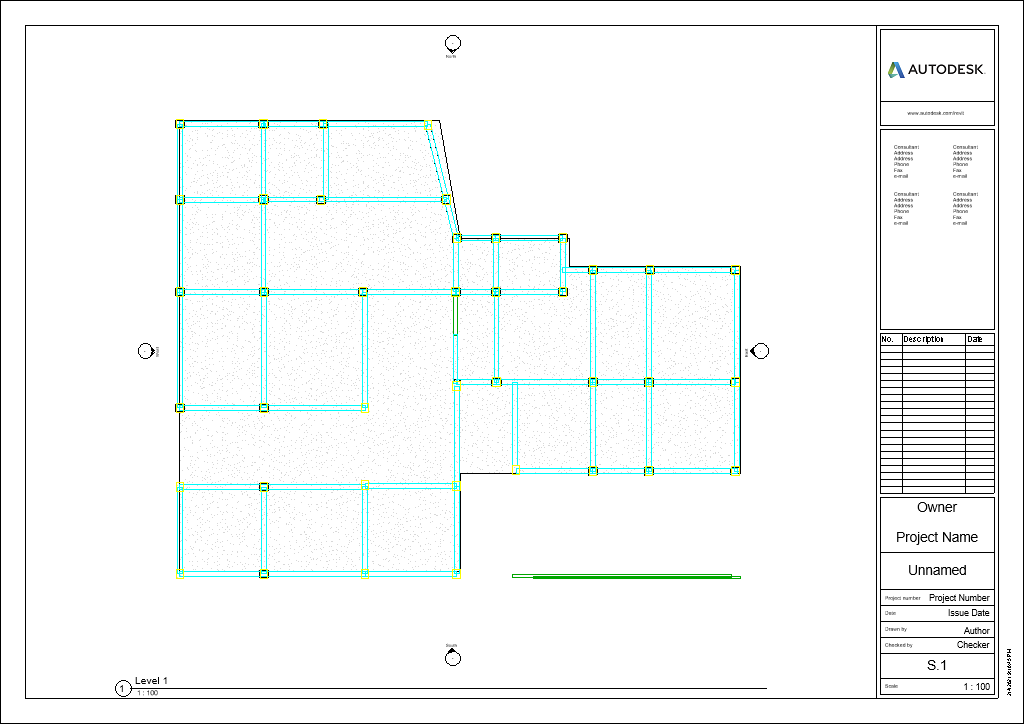 North
West
East
South
1
Level 1
1 : 100
AUTODESK
www.autodesk.com/revit
Consultant
Address
Address
Phone
Fax
e-mail
Consultant
Address
Address
Phone
Fax
e-mail
Consultant
Address
Address
Phone
Fax
e-mail
Consultant
Address
Address
Phone
Fax
e-mail
No. Description Date
Owner
Project Name
Unnamed
Project number Project Number
Date Issue Date
Drawn by Author
Checked by Checker
S.1
Scale 1 : 100